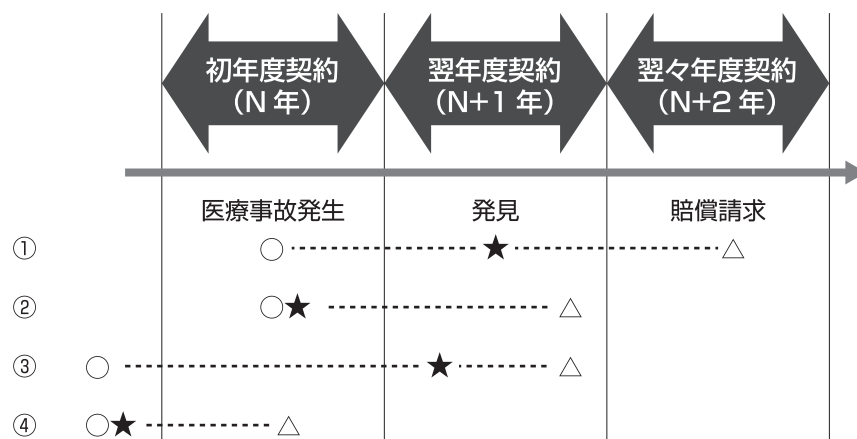 初年度契約
（N 年）
翌年度契約
（N+1 年）
翌々年度契約
（N+2 年）
医療事故発生 発見 賠償請求
① ○ ★ △
② ○★ △
③ ○ ★ △
④ ○★ △